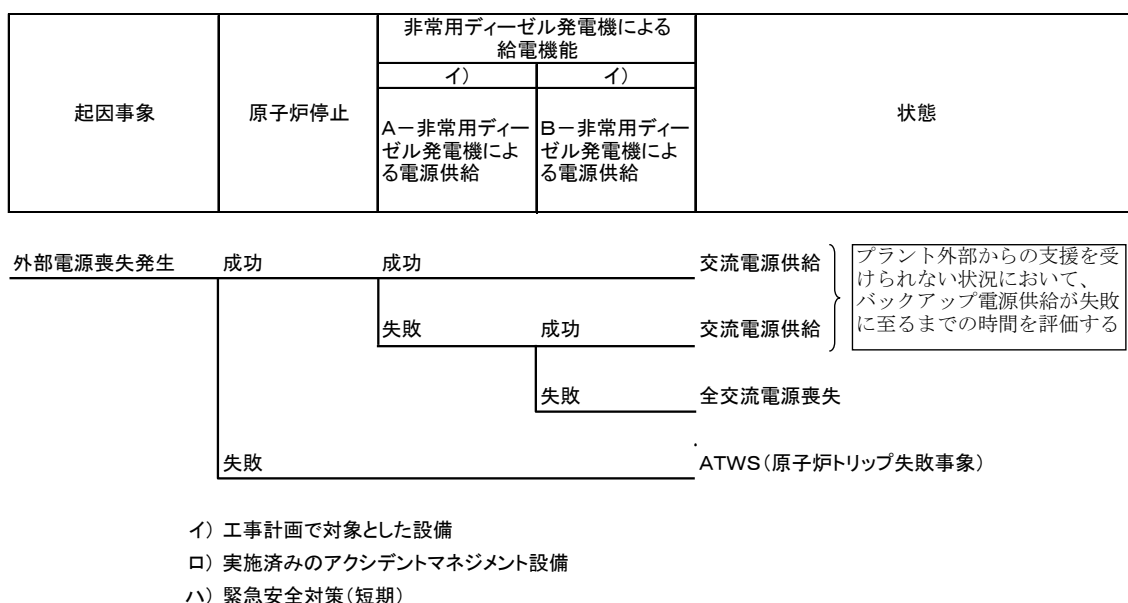 起因事象
原子炉停止
非常用ディーゼル発電機による
給電機能
イ)
イ)
A－非常用ディー
ゼル発電機によ
る電源供給
B－非常用ディー
ゼル発電機によ
る電源供給
状態
外部電源喪失発生
成功
成功
交流電源供給
プラント外部からの支援を受
けられない状況において、
バックアップ電源供給が失敗
に至るまでの時間を評価する
失敗
成功
交流電源供給
失敗
全交流電源喪失
失敗
ATWS(原子炉トリップ失敗事象)
イ) 工事計画で対象とした設備
ロ) 実施済みのアクシデントマネジメント設備
ハ) 緊急安全対策(短期)